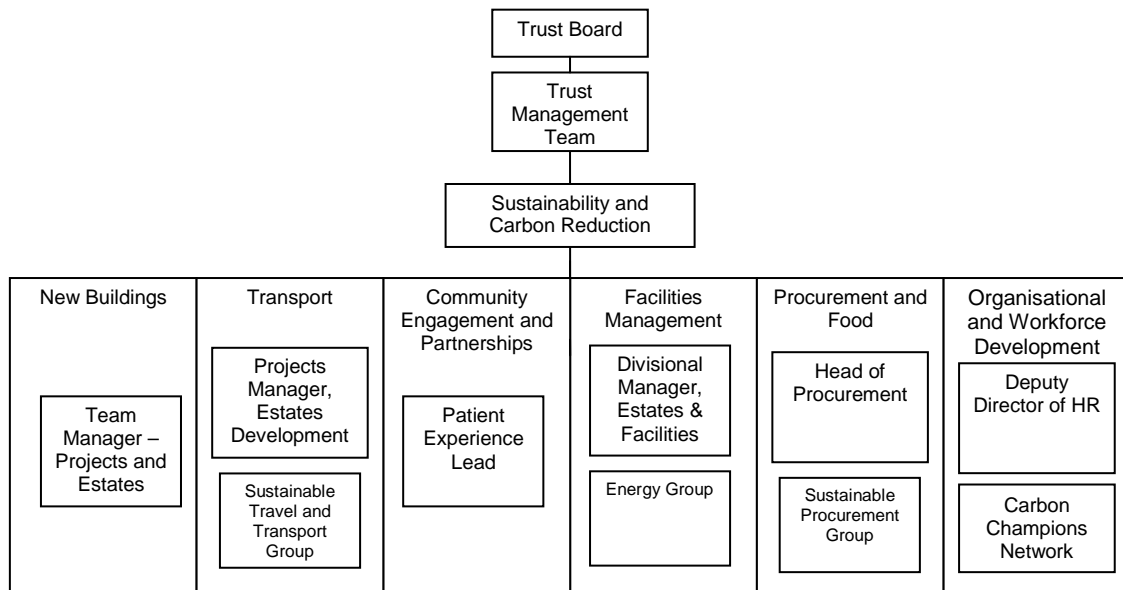 Trust Board
Trust
Management
Team
Sustainability and
Carbon Reduction
New Buildings
Team
Manager –
Projects and
Estates
Transport
Projects
Manager,
Estates
Development
Sustainable
Travel and
Transport
Group
Community
Engagement and
Partnerships
Patient
Experience
Lead
Facilities
Management
Divisional
Manager,
Estates &
Facilities
Energy Group
Procurement and
Food
Head of
Procurement
Sustainable
Procurement
Group
Organisational
and Workforce
Development
Deputy
Director of HR
Carbon
Champions
Network